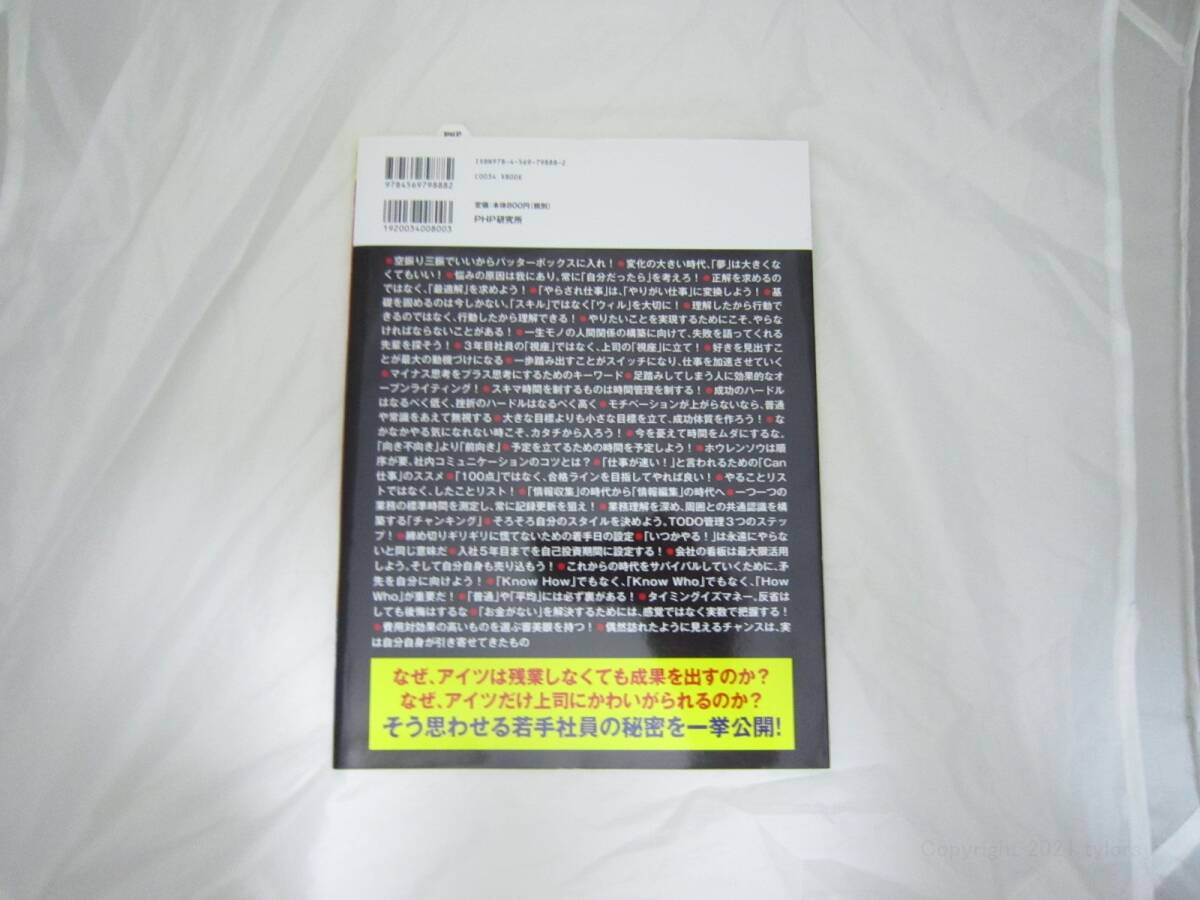 PHP
ISBN978-4-569-79888-2
C0034 ¥800E
9784569798882
定価:本体800円(税別)
PHP研究所
1920034008003
●空振り三振でいいからバッターボックスに入れ!●変化の大きい時代、「夢」は大きくな
くてもいい!●悩みの原因は我にあり。常に「自分だったら」を考えろ!●正解を求めるの
ではなく、「最適解」を求めよう!●「やらされ仕事」は、「やりがい仕事」に変換しよう!●基
礎を固めるのは今しかない、「スキル」ではなく「ウィル」を大切に!●理解したから行動で
きるのではなく、行動したから理解できる!●やりたいことを実現するためにこそ、やらな
ければならないことがある!●一生モノの人間関係の構築に向けて、失敗を語ってくれる
先輩を探そう!●3年目社員の「視座」ではなく、上司の「視座」に立て!●好きを見出すこ
とが最大の動機づけになる●一歩踏み出すことがスイッチになり、仕事を加速させていく
●マイナス思考をプラス思考にするためのキーワード●足踏みしてしまう人に効果的なオ
ープンライティング!●スキマ時間を制するものは時間管理を制する!●成功のハードル
はなるべく低く、挫折のハードルはなるべく高く●モチベーションが上がらないなら、普通
や常識をあえて無視する●大きな目標よりも小さな目標を立て、成功体質を作ろう!●な
かなかやる気になれない時こそ、カタチから入ろう!●今を憂えて時間をムダにするな。
「向き不向き」より「前向き」●予定を立てるための時間を予定しよう!●ホウレンソウは順
序が要、社内コミュニケーションのコツとは?●「仕事が速い!」と言われるための「Can
仕事」のススメ●「100点」ではなく、合格ラインを目指してやれば良い!●やることリス
トではなく、したことリスト!●「情報収集」の時代から「情報編集」の時代へ●一つ一つの
業務の標準時間を測定し、常に記録更新を狙え!●業務理解を深め、周囲との共通認識を構
築する「チャンキング」●そろそろ自分のスタイルを決めよう、TODO管理3つのステッ
プ!●締め切りギリギリに慌てないための若手日の設定●「いつかやる!」は永遠にやらな
いと同じ意味だ●入社5年目までを自己投資期間に設定する!●会社の看板は最大限活用
しよう、そして自分自身も売り込もう!●これからの時代をサバイバルしていくために、矛
先を自分に向けよう!●「Know How」でもなく、「Know Who」でもなく、「How
Who」が重要だ!●「普通」や「平均」には必ず裏がある!●タイミングイズマネー、反省は
しても後悔はするな●「お金がない」を解決するためには、感覚ではなく実数で把握する!
●費用対効果の高いものを選ぶ審美眼を持つ!●偶然訪れたように見えるチャンスは、実
は自分自身が引き寄せてきたもの
なぜ、アイツは残業しなくても成果を出すのか?
なぜ、アイツだけ上司にかわいがられるのか?
そう思わせる若手社員の秘密を一挙公開!